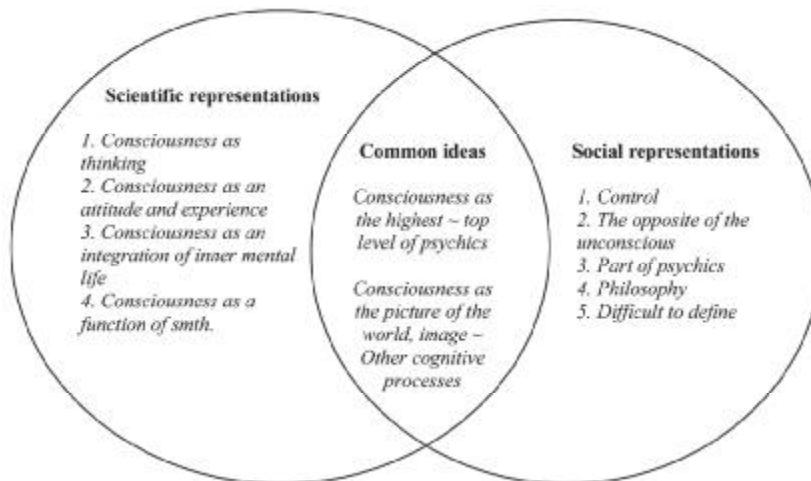 Scientific representations
1. Consciousness as
thinking
2. Consciousness as an
attitude and experience
3. Consciousness as an
integration of inner mental
life
4. Consciousness as a
function of smth.
Common ideas
Consciousness as
the highest ~ top
level of psychics
Consciousness as
the picture of the
world, image ~
Other cognitive
processes
Social representations
1. Control
2. The opposite of the
unconscious
3. Part of psychics
4. Philosophy
5. Difficult to define